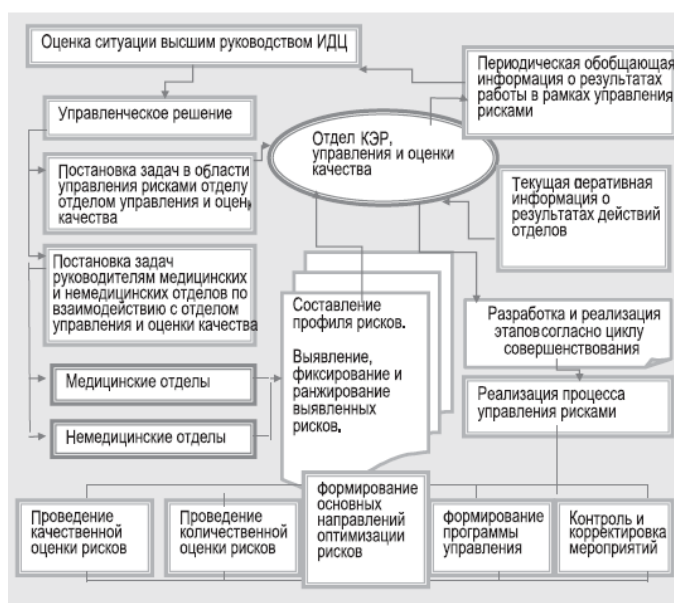 Оценка ситуации высшим руководством ИДЦ
Периодическая обобщающая
информация о результатах
работы в рамках управления
рисками
Управленческое решение
Отдел КЭР,
управления и оценки
качества
Постановка задач в области
управления рисками отделу
отделом управления и оцен
качества
Текущая перативная
информация о
результатах действий
отделов
Постановка задач
руководителям медицинских
и немедицинских отделов по
взаимодействию с отделом
управления и оценки качества
Составление
профиля рисков.
Выявление,
фиксирование и
ранжирование
выявленных
рисков.
Разработка и реализация
этапов согласно циклу
совершенствования
Медицинские отделы
Немедицинские отделы
Реализация процесса
управления рисками
Проведение
качественной
оценки рисков
Проведение
количественной
оценки рисков
формирование
основных
направлений
оптимизации
рисков
формирование
программы
управления
Контроль и
корректировка
мероприятий